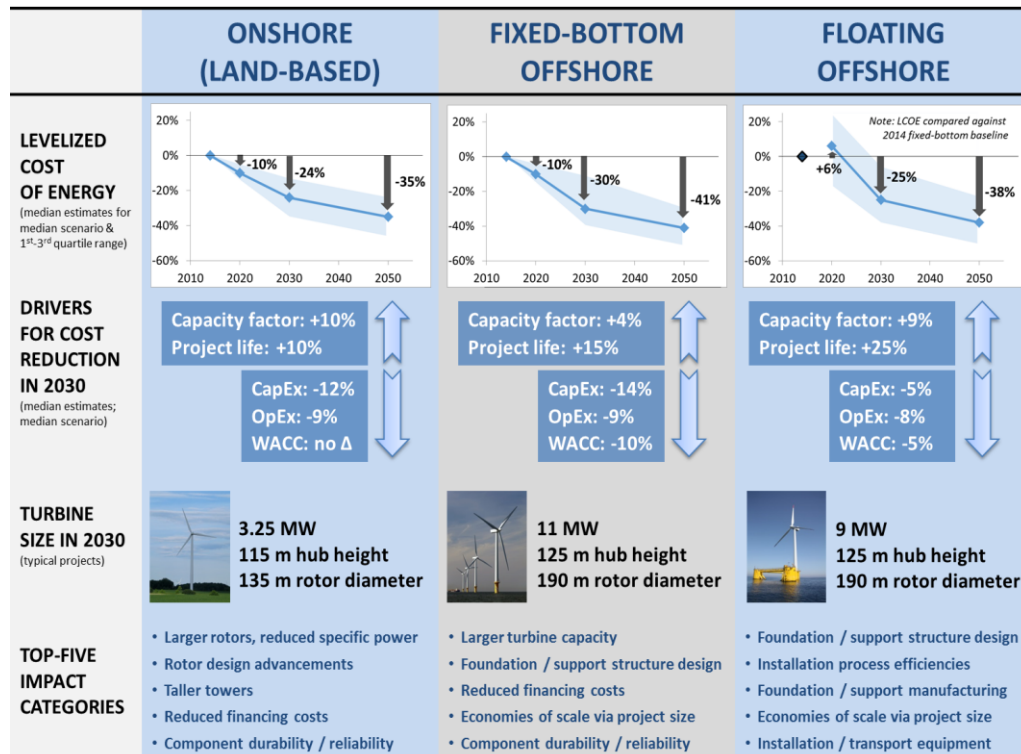 ONSHORE
(LAND-BASED)
FIXED-BOTTOM
OFFSHORE
FLOATING
OFFSHORE
LEVELIZED
COST
OF ENERGY
(median estimates for
median scenario &
1st-3rd quartile range)
20%
0%
-20%
-40%
-60%
-10%
-24%
-35%
2010 2020 2030 2040 2050
20%
0%
-20%
-40%
-60%
-10%
-30%
-41%
2010 2020 2030 2040 2050
Note: LCOE compared against
2014 fixed-bottom baseline
20%
0%
-20%
-40%
-60%
+6%
-25%
-38%
2010 2020 2030 2040 2050
DRIVERS
FOR COST
REDUCTION
IN 2030
(median estimates;
median scenario)
Capacity factor: +10%
Project life: +10%
CapEx: -12%
OpEx: -9%
WACC: no Δ
Capacity factor: +4%
Project life: +15%
CapEx: -14%
OpEx: -9%
WACC: -10%
Capacity factor: +9%
Project life: +25%
CapEx: -5%
OpEx: -8%
WACC: -5%
TURBINE
SIZE IN 2030
(typical projects)
3.25 MW
115 m hub height
135 m rotor diameter
11 MW
125 m hub height
190 m rotor diameter
9 MW
125 m hub height
190 m rotor diameter
TOP-FIVE
IMPACT
CATEGORIES
• Larger rotors, reduced specific power
• Rotor design advancements
• Taller towers
• Reduced financing costs
• Component durability / reliability
• Larger turbine capacity
• Foundation / support structure design
• Reduced financing costs
• Economies of scale via project size
• Component durability / reliability
• Foundation / support structure design
• Installation process efficiencies
• Foundation / support manufacturing
• Economies of scale via project size
• Installation / transport equipment